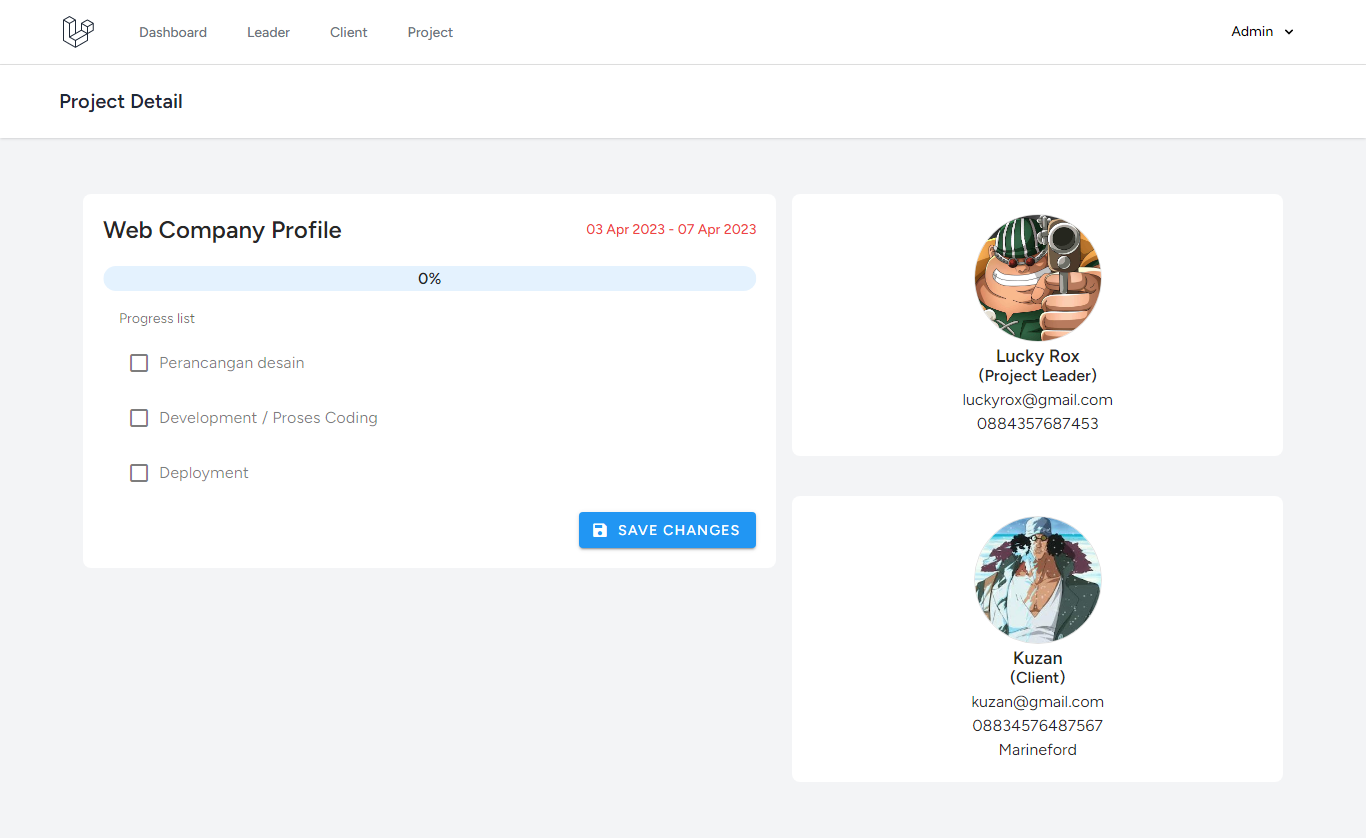 Dashboard Leader Client Project Admin
Project Detail
Web Company Profile 03 Apr 2023 - 07 Apr 2023
0%
Progress list
Perancangan desain
Development / Proses Coding
Deployment
SAVE CHANGES
Lucky Rox
(Project Leader)
luckyrox@gmail.com
0884357687453
Kuzan
(Client)
kuzan@gmail.com
08834576487567
Marineford